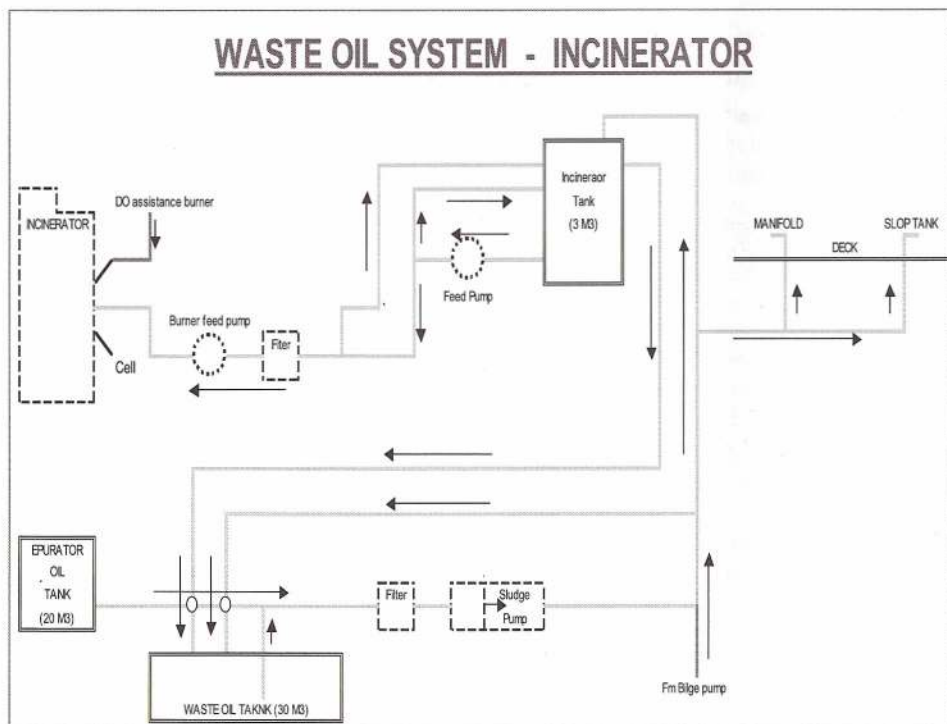 WASTE OIL SYSTEM - INCINERATOR
DO assistance burner
INCINERATOR
Incineraor
Tank
(3 M3)
MANIFOLD
SLOP TANK
DECK
Feed Pump
Burner feed pump
Fiter
Cell
EPURATOR
OIL
TANK
(20 M3)
Filter
Sludge
Pump
Fm Bilge pump
WASTE OIL TAKNK (30 M3)